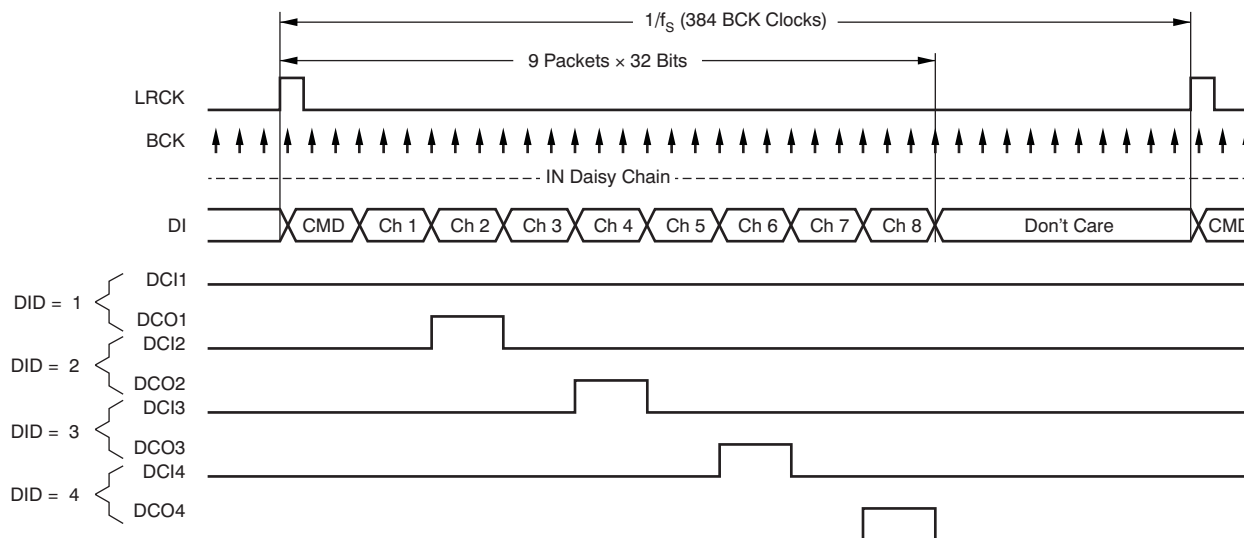 1/fS (384 BCK Clocks)
9 Packets × 32 Bits
LRCK
BCK
IN Daisy Chain
DI CMD Ch 1 Ch 2 Ch 3 Ch 4 Ch 5 Ch 6 Ch 7 Ch 8 Don't Care CMD
DCI1
DID = 1
DCO1
DCI2
DID = 2
DCO2
DCI3
DID = 3
DCO3
DCI4
DID = 4
DCO4